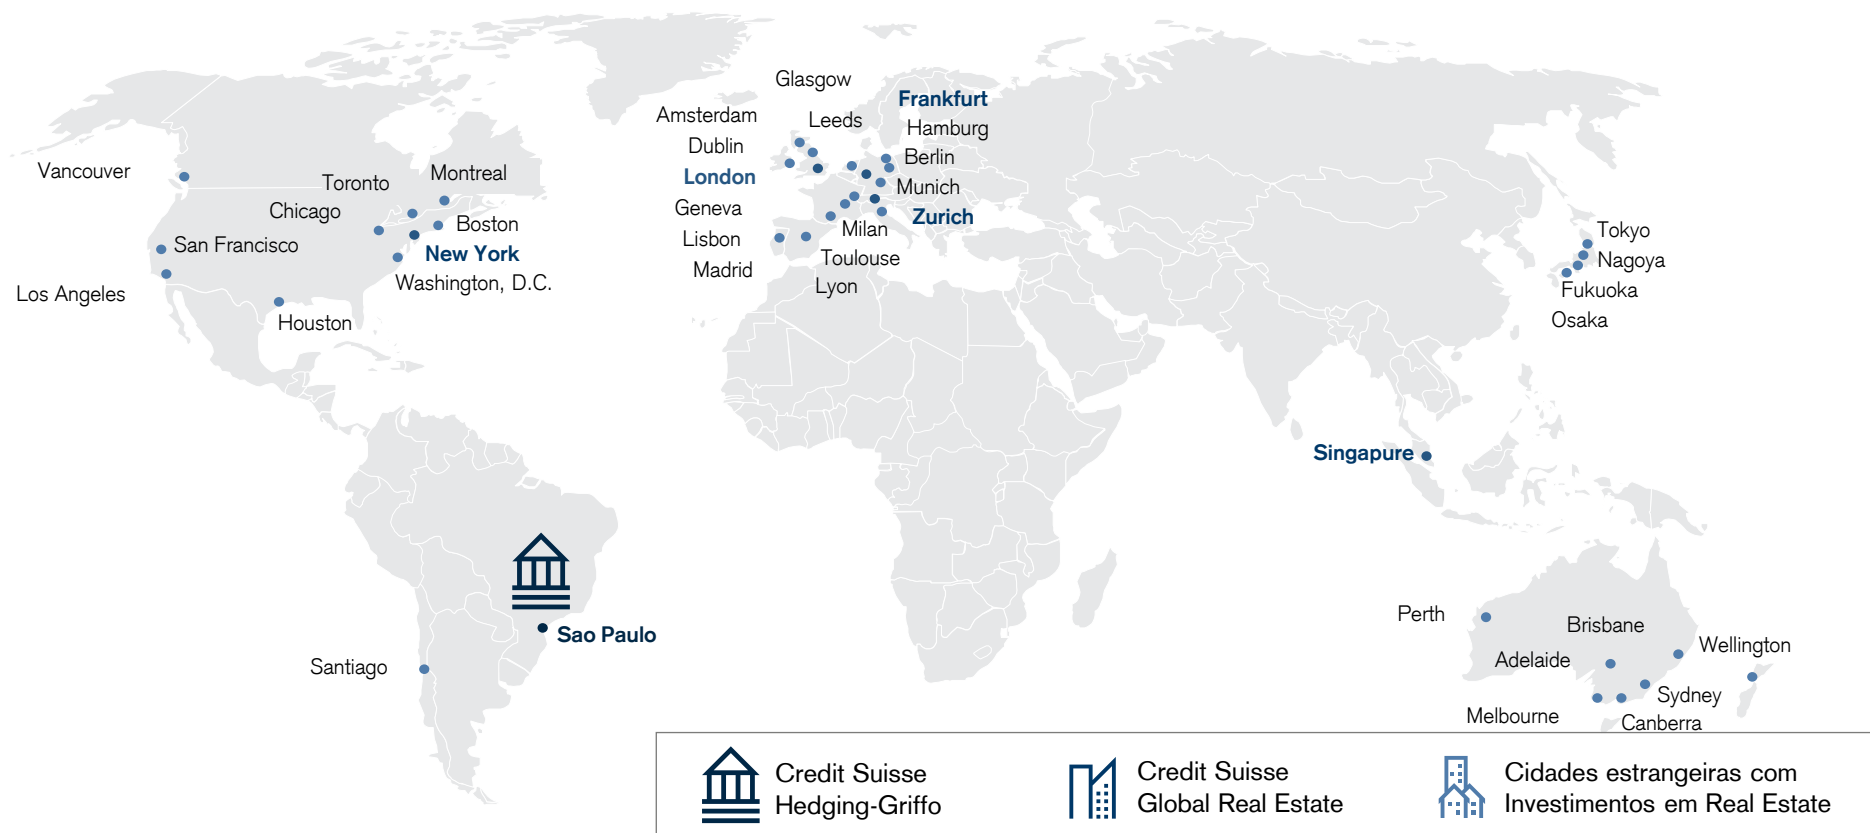 Glasgow
Frankfurt
Amsterdam
Leeds
Hamburg
Dublin
Berlin
London
Munich
Geneva
Zurich
Lisbon
Milan
Madrid
Toulouse
Lyon
Vancouver
Toronto
Montreal
Chicago
Boston
San Francisco
New York
Washington, D.C.
Los Angeles
Houston
Tokyo
Nagoya
Fukuoka
Osaka
Singapure
Sao Paulo
Santiago
Perth
Brisbane
Adelaide
Wellington
Sydney
Melbourne
Canberra
Credit Suisse
Hedging-Griffo
Credit Suisse
Global Real Estate
Cidades estrangeiras com
Investimentos em Real Estate